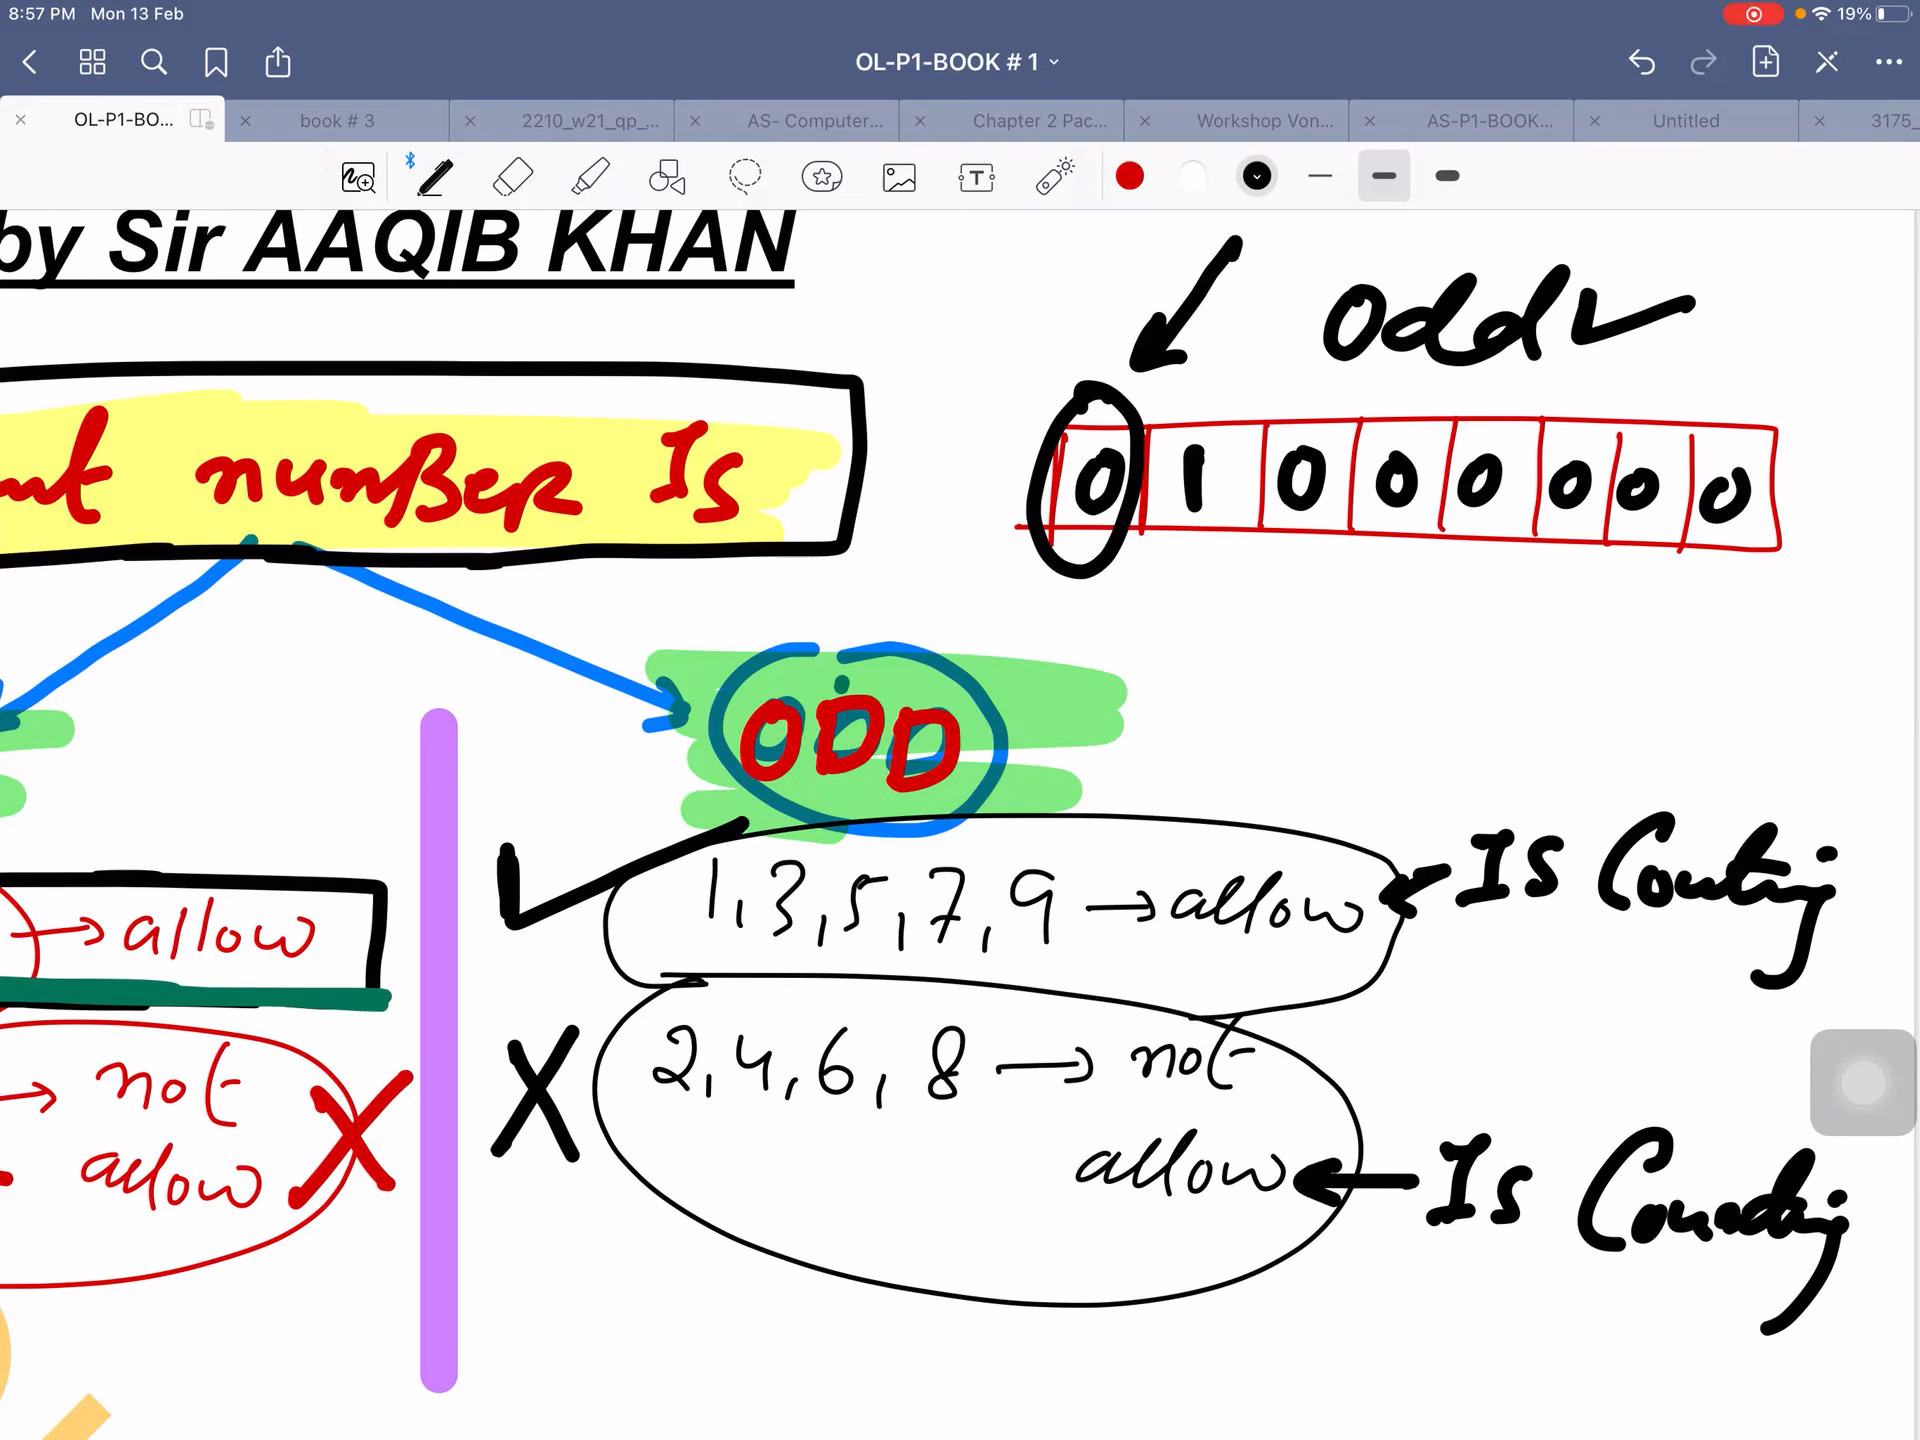 8:57 PM Mon 13 Feb
19%
OL-P1-BOOK # 1
OL-P1-BO...
book # 3
2210_w21_qp_...
AS- Computer...
Chapter 2 Pac...
Workshop Von...
AS-P1-BOOK...
Untitled
3175_
by Sir AAQIB KHAN
odd
number Is
0 1 0 0 0 0 0 0
ODD
1,3,5,7,9 → allow
IS Couting
→ allow
2,4,6,8 → not
allow
Is Counting
→ not
allow